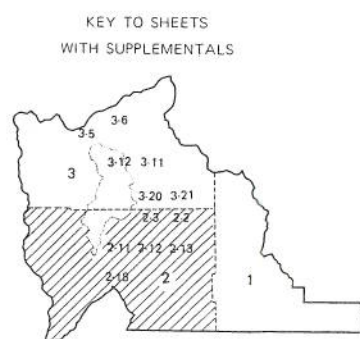 KEY TO SHEETS
WITH SUPPLEMENTALS
3-6
3-5
3-12 3-11
3
3-20 3-21
2-3 2-2
2-11 2-12 2-13
2-18 2 1